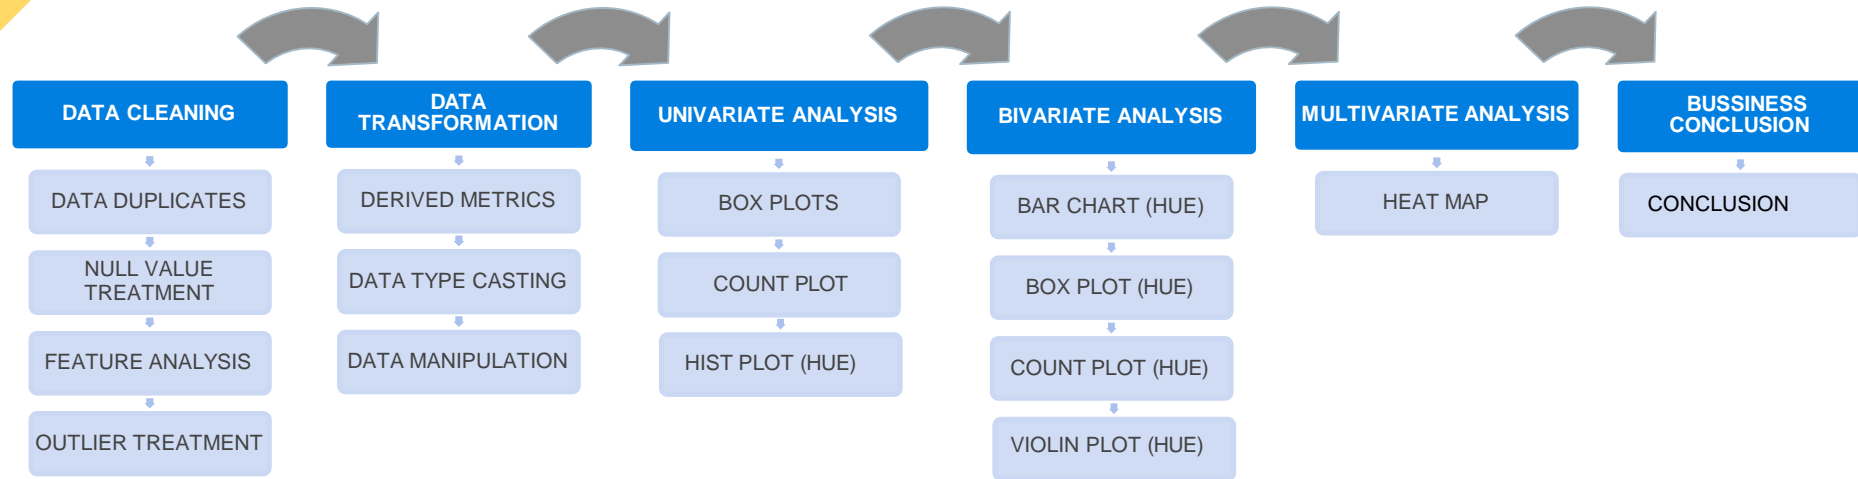 DATA CLEANING
DATA DUPLICATES
NULL VALUE
TREATMENT
FEATURE ANALYSIS
OUTLIER TREATMENT
DATA
TRANSFORMATION
DERIVED METRICS
DATA TYPE CASTING
DATA MANIPULATION
UNIVARIATE ANALYSIS
BOX PLOTS
COUNT PLOT
HIST PLOT (HUE)
BIVARIATE ANALYSIS
BAR CHART (HUE)
BOX PLOT (HUE)
COUNT PLOT (HUE)
VIOLIN PLOT (HUE)
MULTIVARIATE ANALYSIS
HEAT MAP
BUSSINESS
CONCLUSION
CONCLUSION